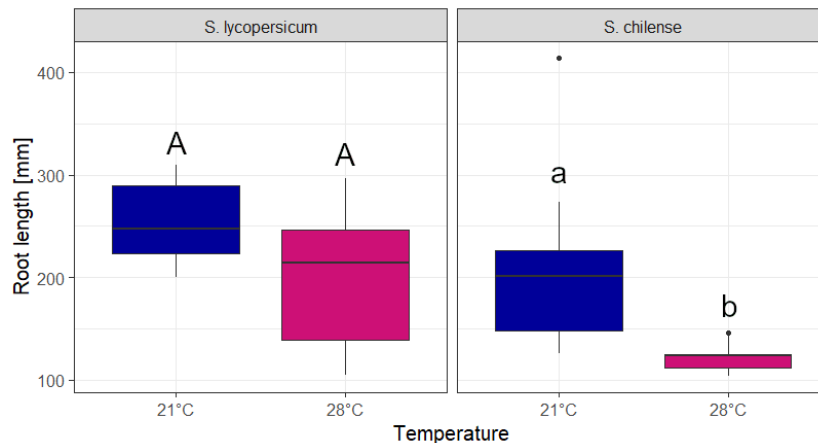 S. lycopersicum S. chilense
Root length [mm]
400
300
200
100
A
A
a
b
21°C 28°C 21°C 28°C
Temperature